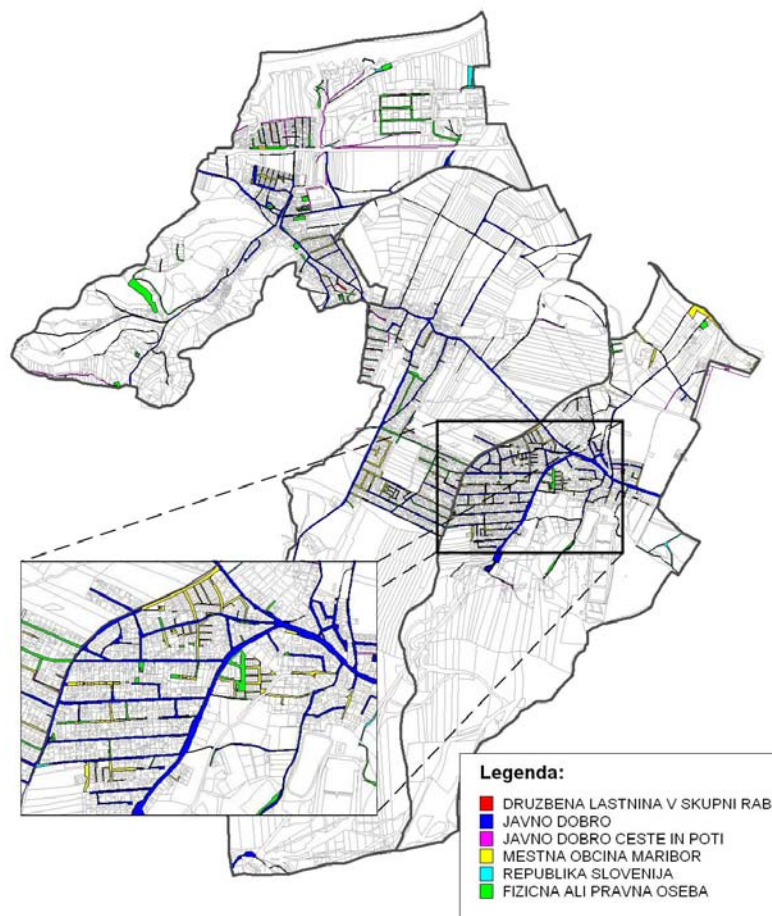 Legenda:
DRUZBENA LASTNINA V SKUPNI RAB
JAVNO DOBRO
JAVNO DOBRO CESTE IN POTI
MESTNA OBCINA MARIBOR
REPUBLIKA SLOVENIJA
FIZICNA ALI PRAVNA OSEBA